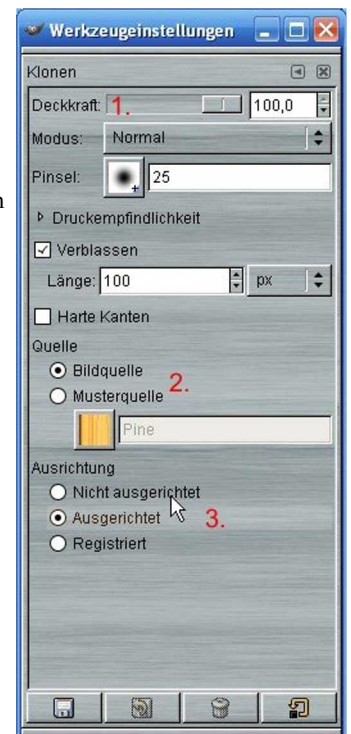 Werkzeugeinstellungen
Klonen
Deckkraft: 1. 100,0
Modus: Normal
Pinsel: 25
n
Druckempfindlichkeit
Verblassen
Länge: 100 px
Harte Kanten
Quelle
Bildquelle
2.
Musterquelle
Pine
Ausrichtung
Nicht ausgerichtet
Ausgerichtet 3.
Registriert